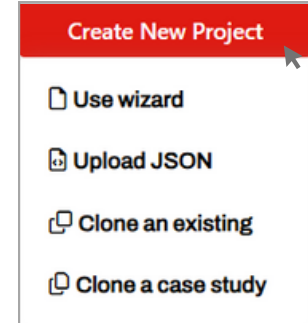 Create New Project
Use wizard
Upload JSON
Clone an existing
Clone a case study